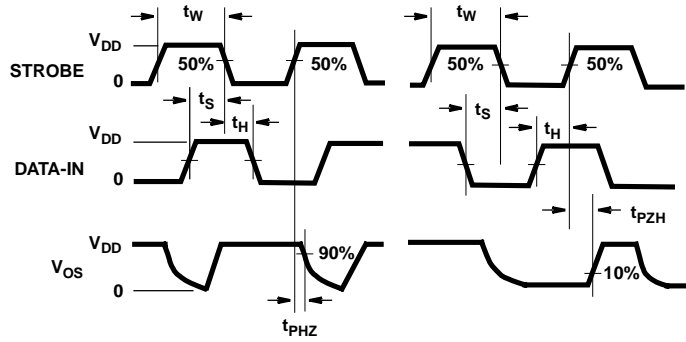 tW tW
VDD
STROBE 50% 50% 50% 50%
0
tS tS
tH tH
VDD
DATA-IN
0
tPZH
VDD
90%
VOS
10%
0
tPHZ